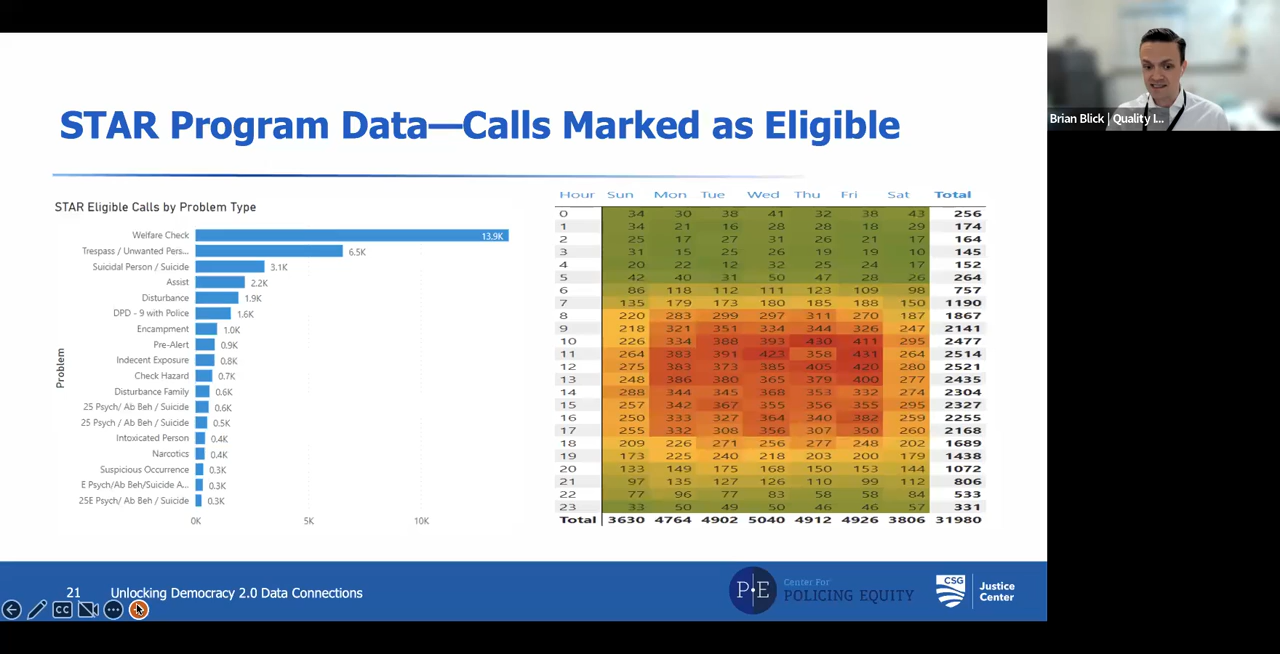 STAR Program Data—Calls Marked as Eligible
STAR Eligible Calls by Problem Type
Problem
Welfare Check 13.9K
Trespass / Unwanted Pers... 6.5K
Suicidal Person / Suicide 3.1K
Assist 2.2K
Disturbance 1.9K
DPD - 9 with Police 1.6K
Encampment 1.0K
Pre-Alert 0.9K
Indecent Exposure 0.8K
Check Hazard 0.7K
Disturbance Family 0.6K
25 Psych/ Ab Beh / Suicide 0.6K
25 Psych / Ab Beh / Suicide 0.5K
Intoxicated Person 0.4K
Narcotics 0.4K
Suspicious Occurrence 0.3K
E Psych/Ab Beh/Suicide A... 0.3K
25E Psych/ Ab Beh / Suicide 0.3K
0K 5K 10K
Hour Sun Mon Tue Wed Thu Fri Sat Total
0 34 30 38 41 32 38 43 256
1 34 21 16 28 28 18 29 174
2 25 17 27 31 26 21 17 164
3 31 15 25 26 19 19 10 145
4 20 22 12 32 25 24 17 152
5 42 40 31 50 47 28 26 264
6 86 118 112 111 123 109 98 757
7 135 179 173 180 185 188 150 1190
8 220 283 299 297 311 270 187 1867
9 218 321 351 334 344 326 247 2141
10 226 334 388 393 430 411 295 2477
11 264 383 391 423 358 431 264 2514
12 275 383 373 385 405 420 280 2521
13 248 386 380 365 379 400 277 2435
14 288 344 345 368 353 332 274 2304
15 257 342 367 355 356 355 295 2327
16 250 333 327 364 340 382 259 2255
17 255 332 308 356 307 350 260 2168
18 209 226 271 256 277 248 202 1689
19 173 225 240 218 203 200 179 1438
20 133 149 175 168 150 153 144 1072
21 97 135 127 126 110 99 112 806
22 77 96 77 83 58 58 84 533
23 33 50 49 50 46 46 57 331
Total 3630 4764 4902 5040 4912 4926 3806 31980
21 Unlocking Democracy 2.0 Data Connections
P E
Center For
POLICING EQUITY
CSG
Justice
Center
CC
Brian Blick | Quality I...